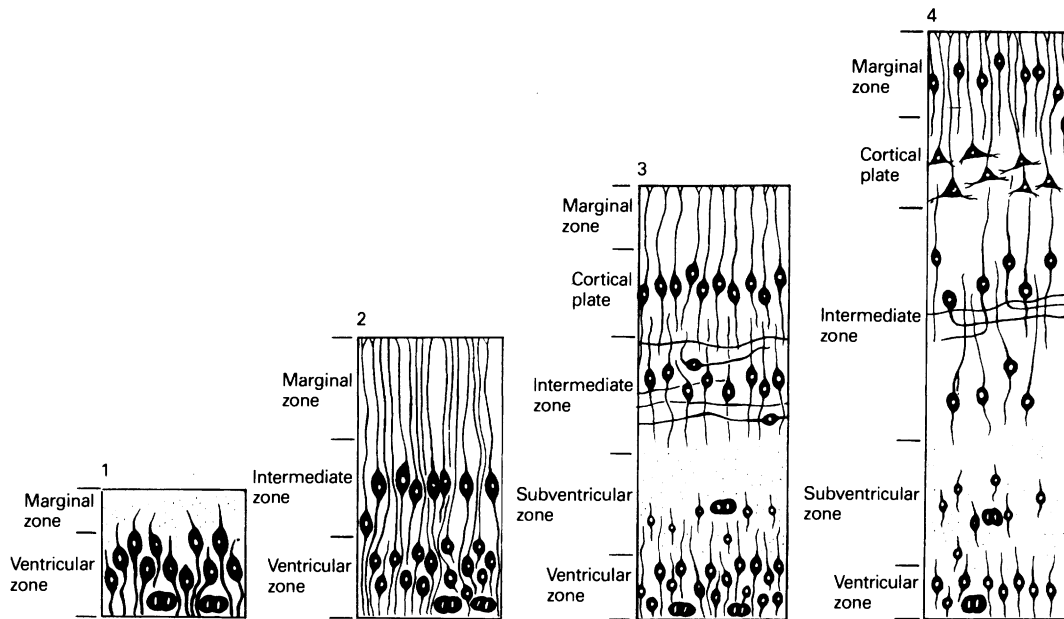 1
Marginal
zone
Ventricular
zone
2
Marginal
zone
Intermediate
zone
Ventricular
zone
3
Marginal
zone
Cortical
plate
Intermediate
zone
Subventricular
zone
Ventricular
zone
4
Marginal
zone
Cortical
plate
Intermediate
zone
Subventricular
zone
Ventricular
zone